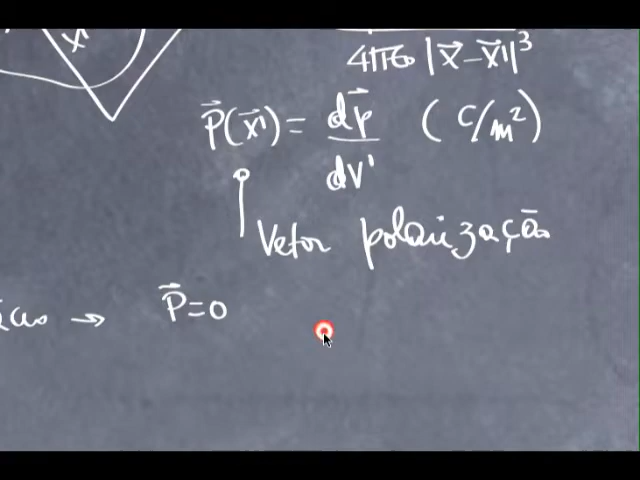 x'
4πε₀ |x⃗-x⃗'|³
P⃗(x⃗') = dp⃗/dV' (C/m²)
Vetor polarização
→ P⃗=0